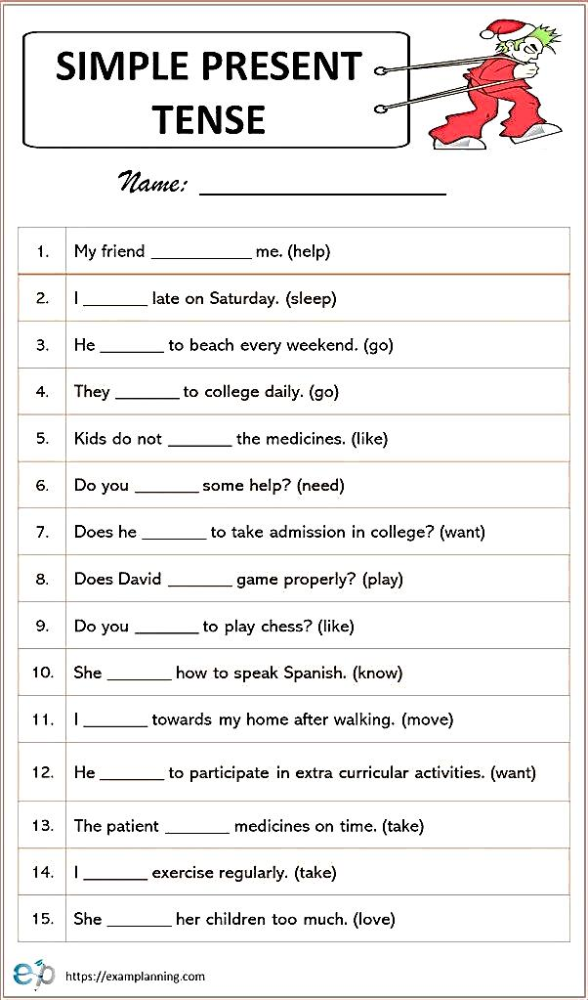 SIMPLE PRESENT
TENSE
Name: ____________
1. My friend ____________ me. (help)
2. I _______ late on Saturday. (sleep)
3. He _______ to beach every weekend. (go)
4. They _______ to college daily. (go)
5. Kids do not _______ the medicines. (like)
6. Do you _______ some help? (need)
7. Does he _______ to take admission in college? (want)
8. Does David _______ game properly? (play)
9. Do you _______ to play chess? (like)
10. She _______ how to speak Spanish. (know)
11. I _______ towards my home after walking. (move)
12. He _______ to participate in extra curricular activities. (want)
13. The patient _______ medicines on time. (take)
14. I _______ exercise regularly. (take)
15. She _______ her children too much. (love)
ep https://examplanning.com